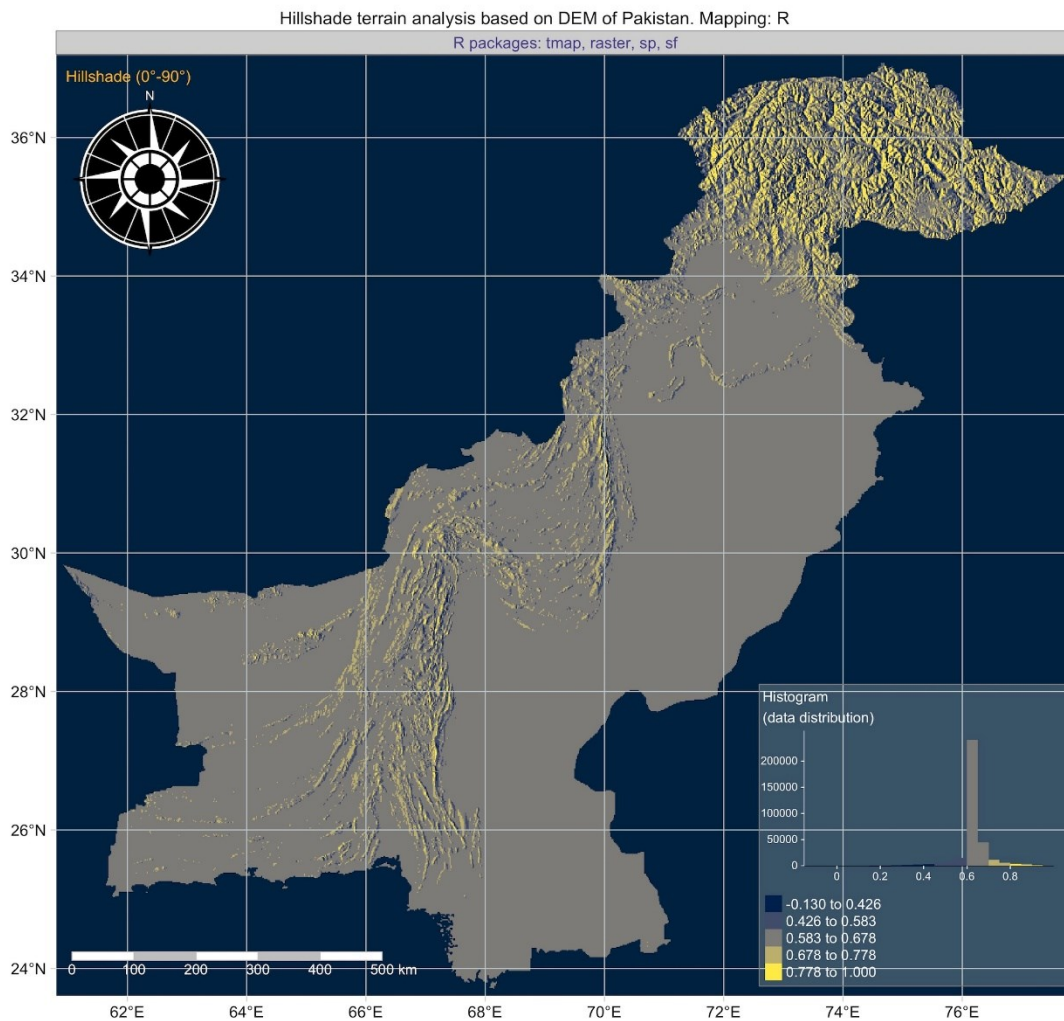 Hillshade terrain analysis based on DEM of Pakistan. Mapping: R
R packages: tmap, raster, sp, sf
Hillshade (0°-90°)
N
36°N
34°N
32°N
30°N
28°N
26°N
24°N
Histogram
(data distribution)
200000
150000
100000
50000
0
0 0.2 0.4 0.6 0.8
-0.130 to 0.426
0.426 to 0.583
0.583 to 0.678
0.678 to 0.778
0.778 to 1.000
0 100 200 300 400 500 km
62°E 64°E 66°E 68°E 70°E 72°E 74°E 76°E